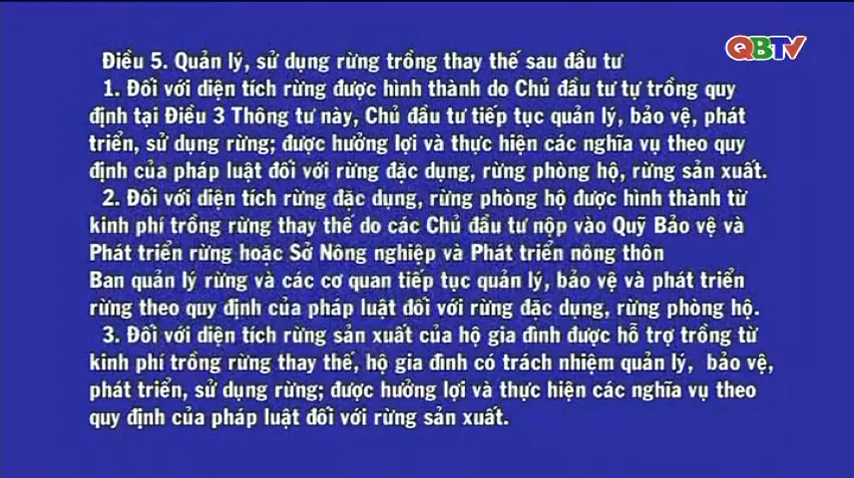 QBTV
Điều 5. Quản lý, sử dụng rừng trồng thay thế sau đầu tư
1. Đối với diện tích rừng được hình thành do Chủ đầu tư tự trồng quy
định tại Điều 3 Thông tư này, Chủ đầu tư tiếp tục quản lý, bảo vệ, phát
triển, sử dụng rừng; được hưởng lợi và thực hiện các nghĩa vụ theo quy
định của pháp luật đối với rừng đặc dụng, rừng phòng hộ, rừng sản xuất.
2. Đối với diện tích rừng đặc dụng, rừng phòng hộ được hình thành từ
kinh phí trồng rừng thay thế do các Chủ đầu tư nộp vào Quỹ Bảo vệ và
Phát triển rừng hoặc Sở Nông nghiệp và Phát triển nông thôn
Ban quản lý rừng và các cơ quan tiếp tục quản lý, bảo vệ và phát triển
rừng theo quy định của pháp luật đối với rừng đặc dụng, rừng phòng hộ.
3. Đối với diện tích rừng sản xuất của hộ gia đình được hỗ trợ trồng từ
kinh phí trồng rừng thay thế, hộ gia đình có trách nhiệm quản lý, bảo vệ,
phát triển, sử dụng rừng; được hưởng lợi và thực hiện các nghĩa vụ theo
quy định của pháp luật đối với rừng sản xuất.